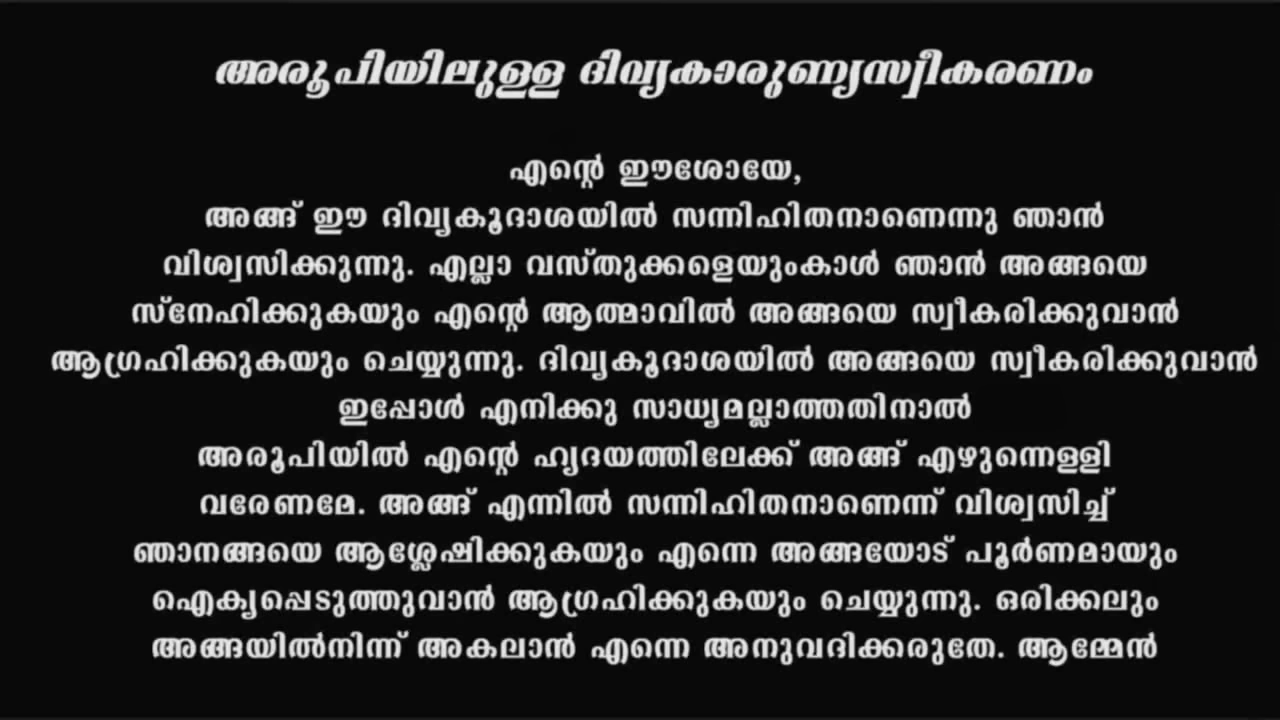 അരൂപിയിലുള്ള ദിവ്യകാരുണ്യസ്വീകരണം
എന്റെ ഈശോയേ,
അങ്ങ് ഈ ദിവ്യകൂദാശയിൽ സന്നിഹിതനാണെന്നു ഞാൻ
വിശ്വസിക്കുന്നു. എല്ലാ വസ്തുക്കളെയുംകാൾ ഞാൻ അങ്ങയെ
സ്നേഹിക്കുകയും എന്റെ ആത്മാവിൽ അങ്ങയെ സ്വീകരിക്കുവാൻ
ആഗ്രഹിക്കുകയും ചെയ്യുന്നു. ദിവ്യകൂദാശയിൽ അങ്ങയെ സ്വീകരിക്കുവാൻ
ഇപ്പോൾ എനിക്കു സാധ്യമല്ലാത്തതിനാൽ
അരൂപിയിൽ എന്റെ ഹൃദയത്തിലേക്ക് അങ്ങ് എഴുന്നെള്ളി
വരേണമേ. അങ്ങ് എന്നിൽ സന്നിഹിതനാണെന്ന് വിശ്വസിച്ച്
ഞാനങ്ങയെ ആശ്ലേഷിക്കുകയും എന്നെ അങ്ങയോട് പൂർണമായും
ഐക്യപ്പെടുത്തുവാൻ ആഗ്രഹിക്കുകയും ചെയ്യുന്നു. ഒരിക്കലും
അങ്ങയിൽനിന്ന് അകലാൻ എന്നെ അനുവദിക്കരുതേ. ആമ്മേൻ